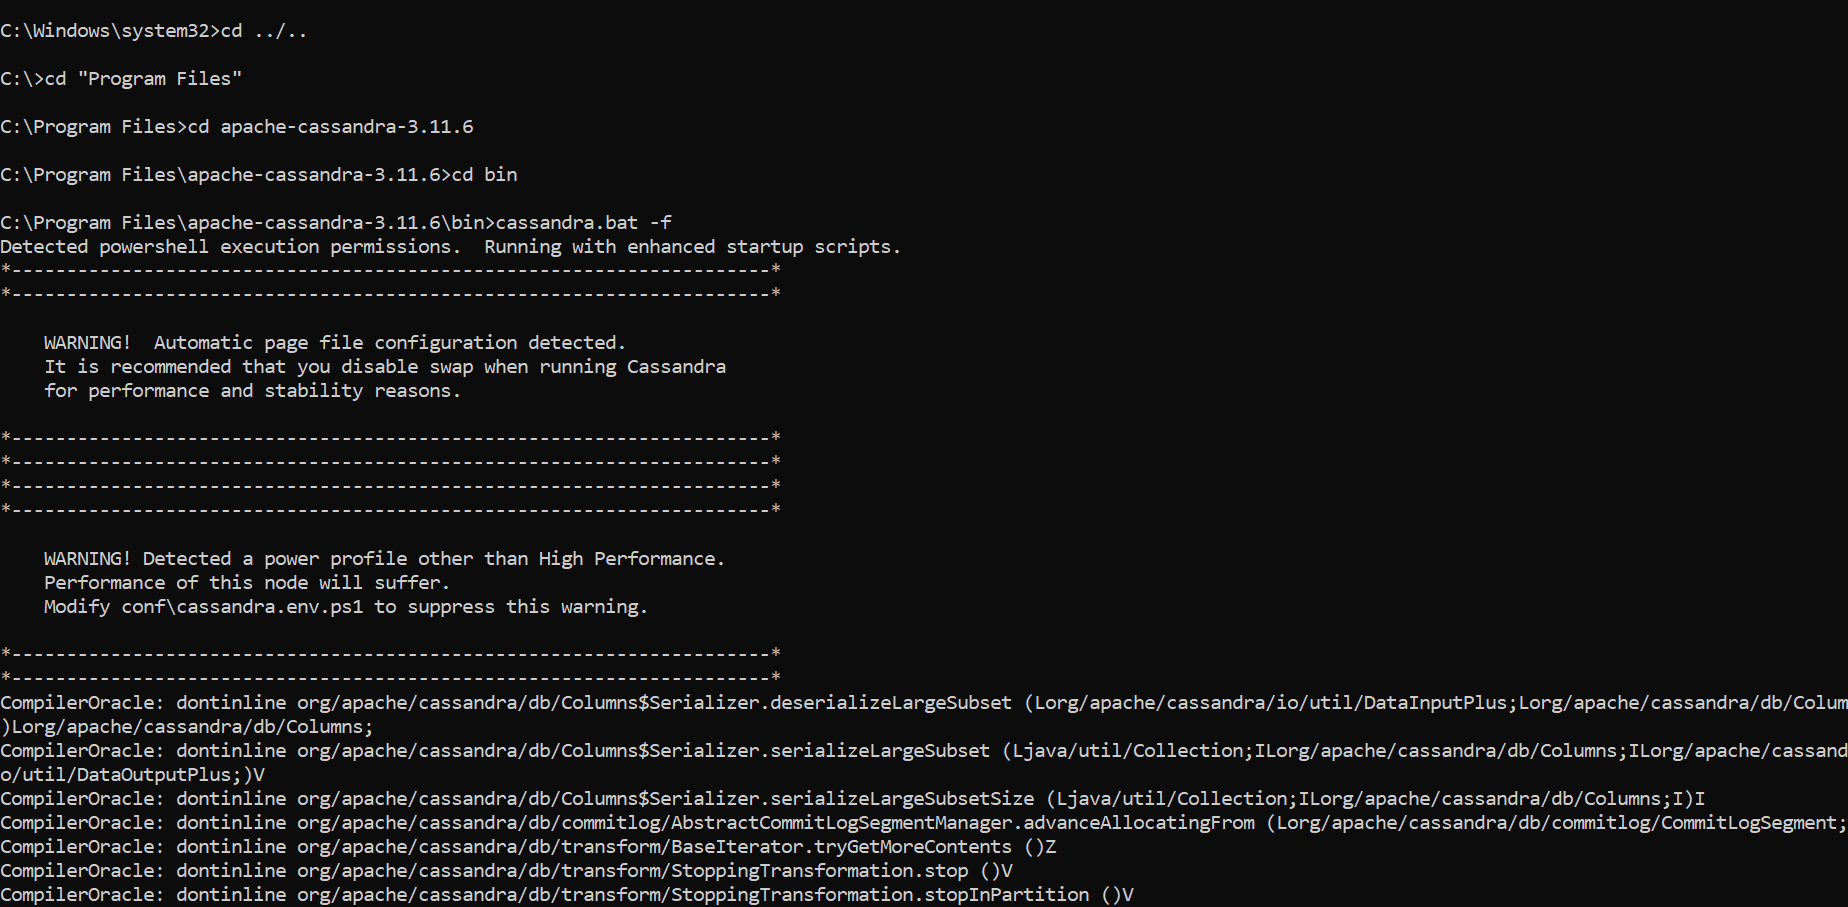 C:\Windows\system32>cd ../..
C:\>cd "Program Files"
C:\Program Files>cd apache-cassandra-3.11.6
C:\Program Files\apache-cassandra-3.11.6>cd bin
C:\Program Files\apache-cassandra-3.11.6\bin>cassandra.bat -f
Detected powershell execution permissions.  Running with enhanced startup scripts.
*---------------------------------------------------------------------*
*---------------------------------------------------------------------*
    WARNING!  Automatic page file configuration detected.
    It is recommended that you disable swap when running Cassandra
    for performance and stability reasons.
*---------------------------------------------------------------------*
*---------------------------------------------------------------------*
*---------------------------------------------------------------------*
*---------------------------------------------------------------------*
    WARNING! Detected a power profile other than High Performance.
    Performance of this node will suffer.
    Modify conf\cassandra.env.ps1 to suppress this warning.
*---------------------------------------------------------------------*
*---------------------------------------------------------------------*
CompilerOracle: dontinline org/apache/cassandra/db/Columns$Serializer.deserializeLargeSubset (Lorg/apache/cassandra/io/util/DataInputPlus;Lorg/apache/cassandra/db/Colum
)Lorg/apache/cassandra/db/Columns;
CompilerOracle: dontinline org/apache/cassandra/db/Columns$Serializer.serializeLargeSubset (Ljava/util/Collection;ILorg/apache/cassandra/db/Columns;ILorg/apache/cassand
o/util/DataOutputPlus;)V
CompilerOracle: dontinline org/apache/cassandra/db/Columns$Serializer.serializeLargeSubsetSize (Ljava/util/Collection;ILorg/apache/cassandra/db/Columns;I)I
CompilerOracle: dontinline org/apache/cassandra/db/commitlog/AbstractCommitLogSegmentManager.advanceAllocatingFrom (Lorg/apache/cassandra/db/commitlog/CommitLogSegment;
CompilerOracle: dontinline org/apache/cassandra/db/transform/BaseIterator.tryGetMoreContents ()Z
CompilerOracle: dontinline org/apache/cassandra/db/transform/StoppingTransformation.stop ()V
CompilerOracle: dontinline org/apache/cassandra/db/transform/StoppingTransformation.stopInPartition ()V